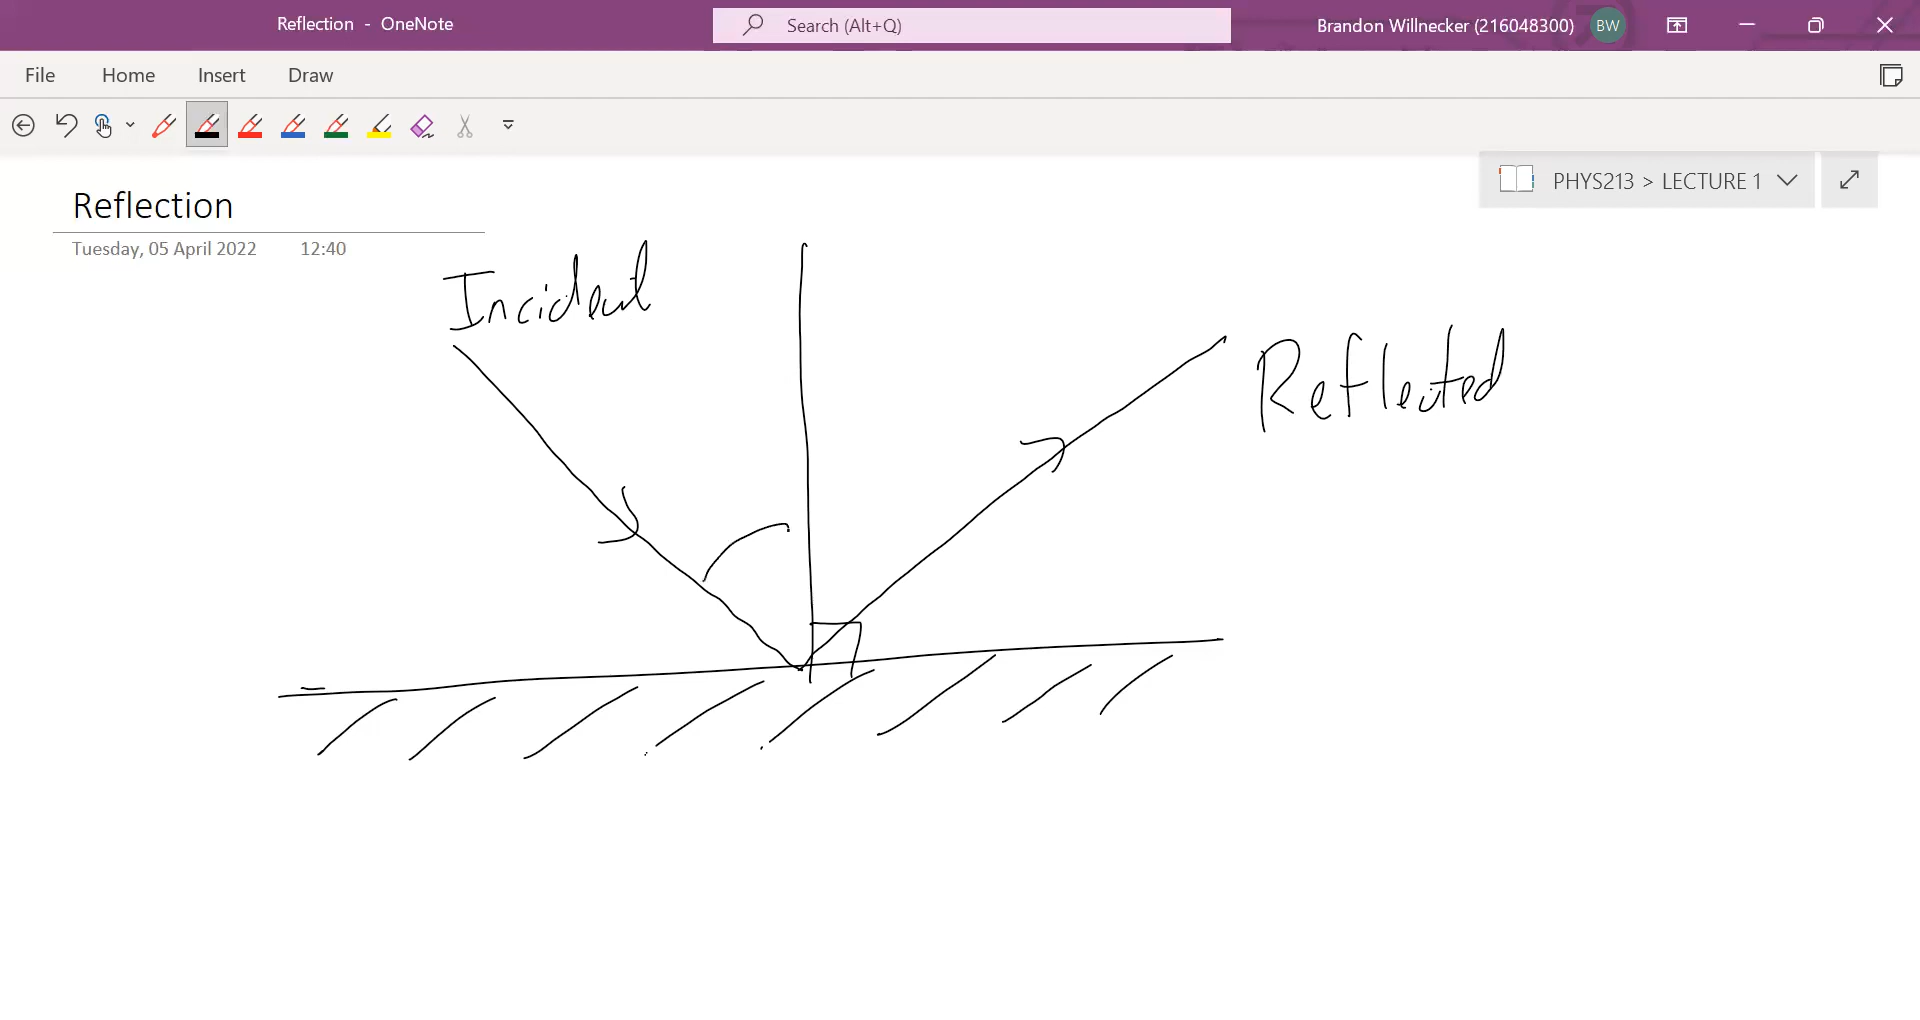 Reflection - OneNote
Search (Alt+Q)
Brandon Willnecker (216048300)
BW
File Home Insert Draw
PHYS213 > LECTURE 1
Reflection
Tuesday, 05 April 2022 12:40
Incident
Reflected